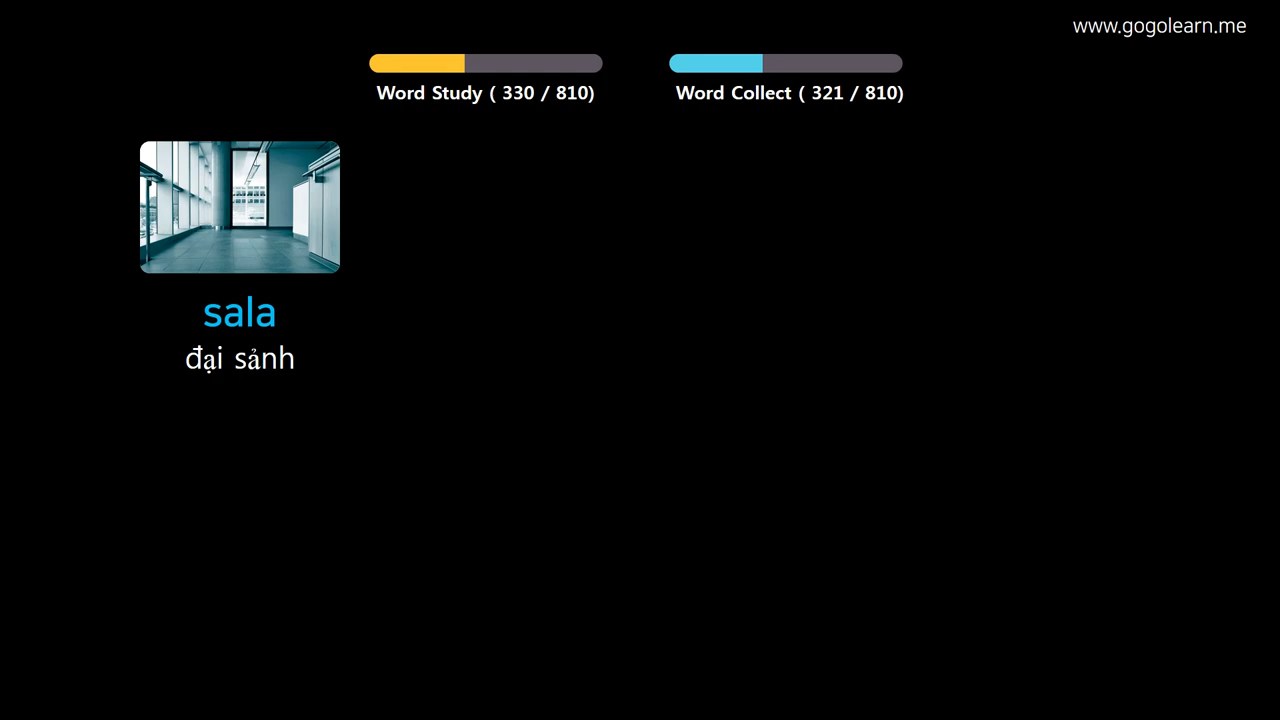 www.gogolearn.me
Word Study ( 330 / 810)
Word Collect ( 321 / 810)
sala
đại sảnh